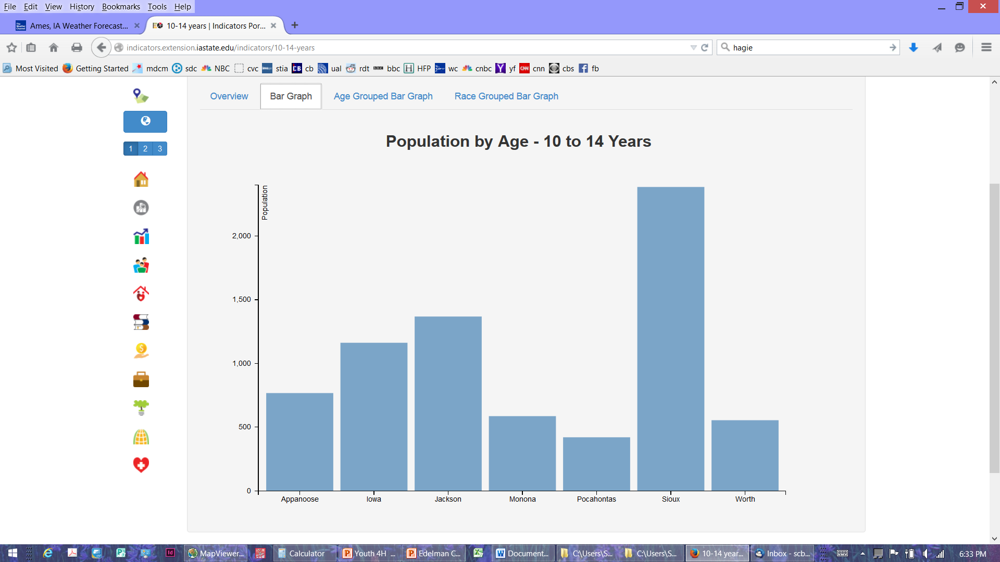 File Edit View History Bookmarks Tools Help
Ames, IA Weather Forecast...
10-14 years | Indicators Por...
indicators.extension.iastate.edu/indicators/10-14-years
hagie
Most Visited Getting Started mdcm sdc NBC cvc stia cb ual rdt bbc HFP wc cnbc yf cnn cbs fb
Overview Bar Graph Age Grouped Bar Graph Race Grouped Bar Graph
1 2 3
Population by Age - 10 to 14 Years
Population
2,000
1,500
1,000
500
0
Appanoose Iowa Jackson Monona Pocahontas Sioux Worth
MapViewer... Calculator Youth 4H ... Edelman C... Document... C:\Users\S... C:\Users\S... 10-14 year... Inbox - scb... 6:33 PM